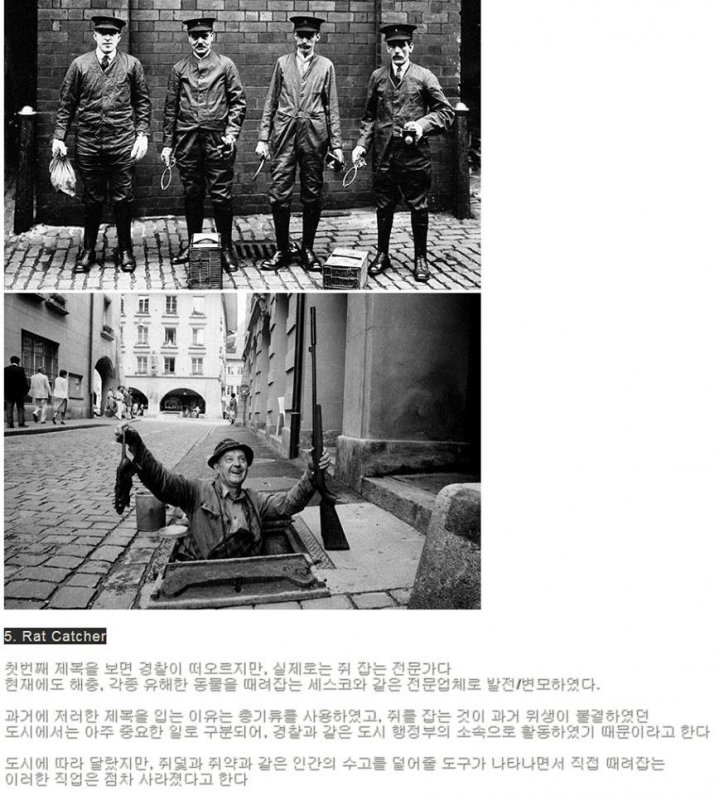 5. Rat Catcher
첫번째 제복을 보면 경찰이 떠오르지만, 실제로는 쥐 잡는 전문가다
현재에도 해충, 각종 유해한 동물을 때려잡는 세스코와 같은 전문업체로 발전/변모하였다.
과거에 저러한 제복을 입는 이유는 총기류를 사용하였고, 쥐를 잡는 것이 과거 위생이 불결하였던
도시에서는 아주 중요한 일로 구분되어, 경찰과 같은 도시 행정부의 소속으로 활동하였기 때문이라고 한다
도시에 따라 달랐지만, 쥐덫과 쥐약과 같은 인간의 수고를 덜어줄 도구가 나타나면서 직접 때려잡는
이러한 직업은 점차 사라졌다고 한다